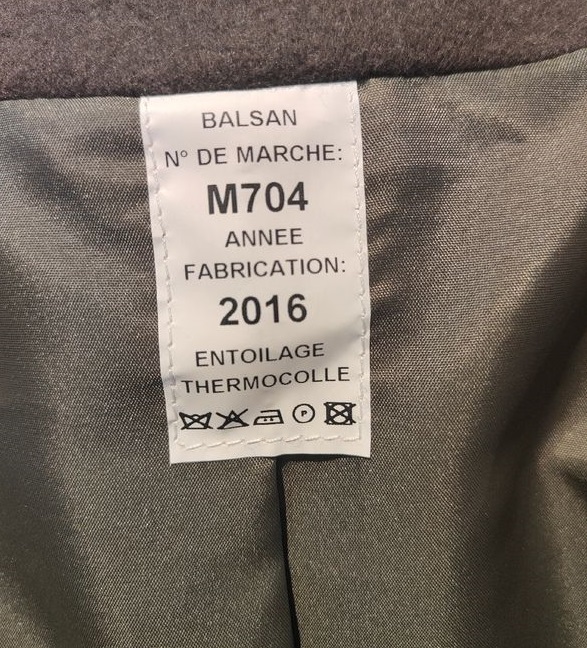 BALSAN
N° DE MARCHE:
M704
ANNEE
FABRICATION:
2016
ENTOILAGE
THERMOCOLLE
P